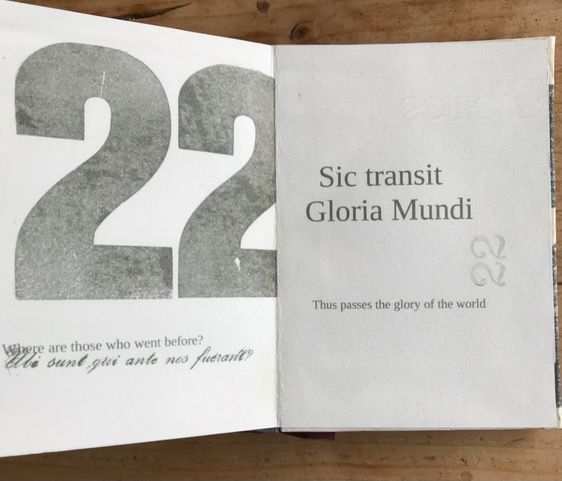 22
Where are those who went before?
Ubi sunt, qui ante nos fuerant?
Sic transit
Gloria Mundi
22
Thus passes the glory of the world